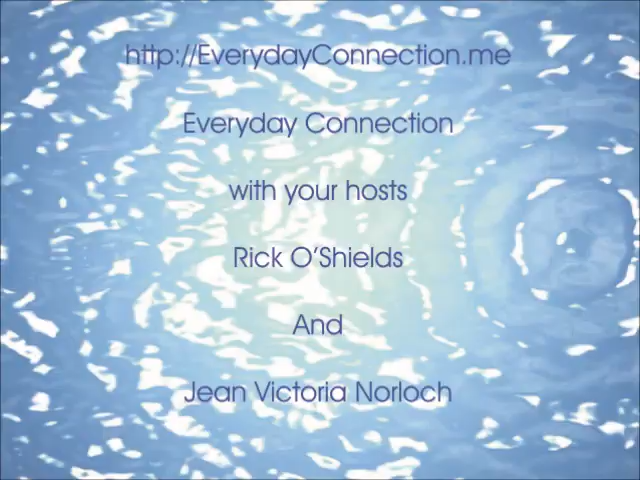 http://EverydayConnection.me
Everyday Connection
with your hosts
Rick O'Shields
And
Jean Victoria Norloch